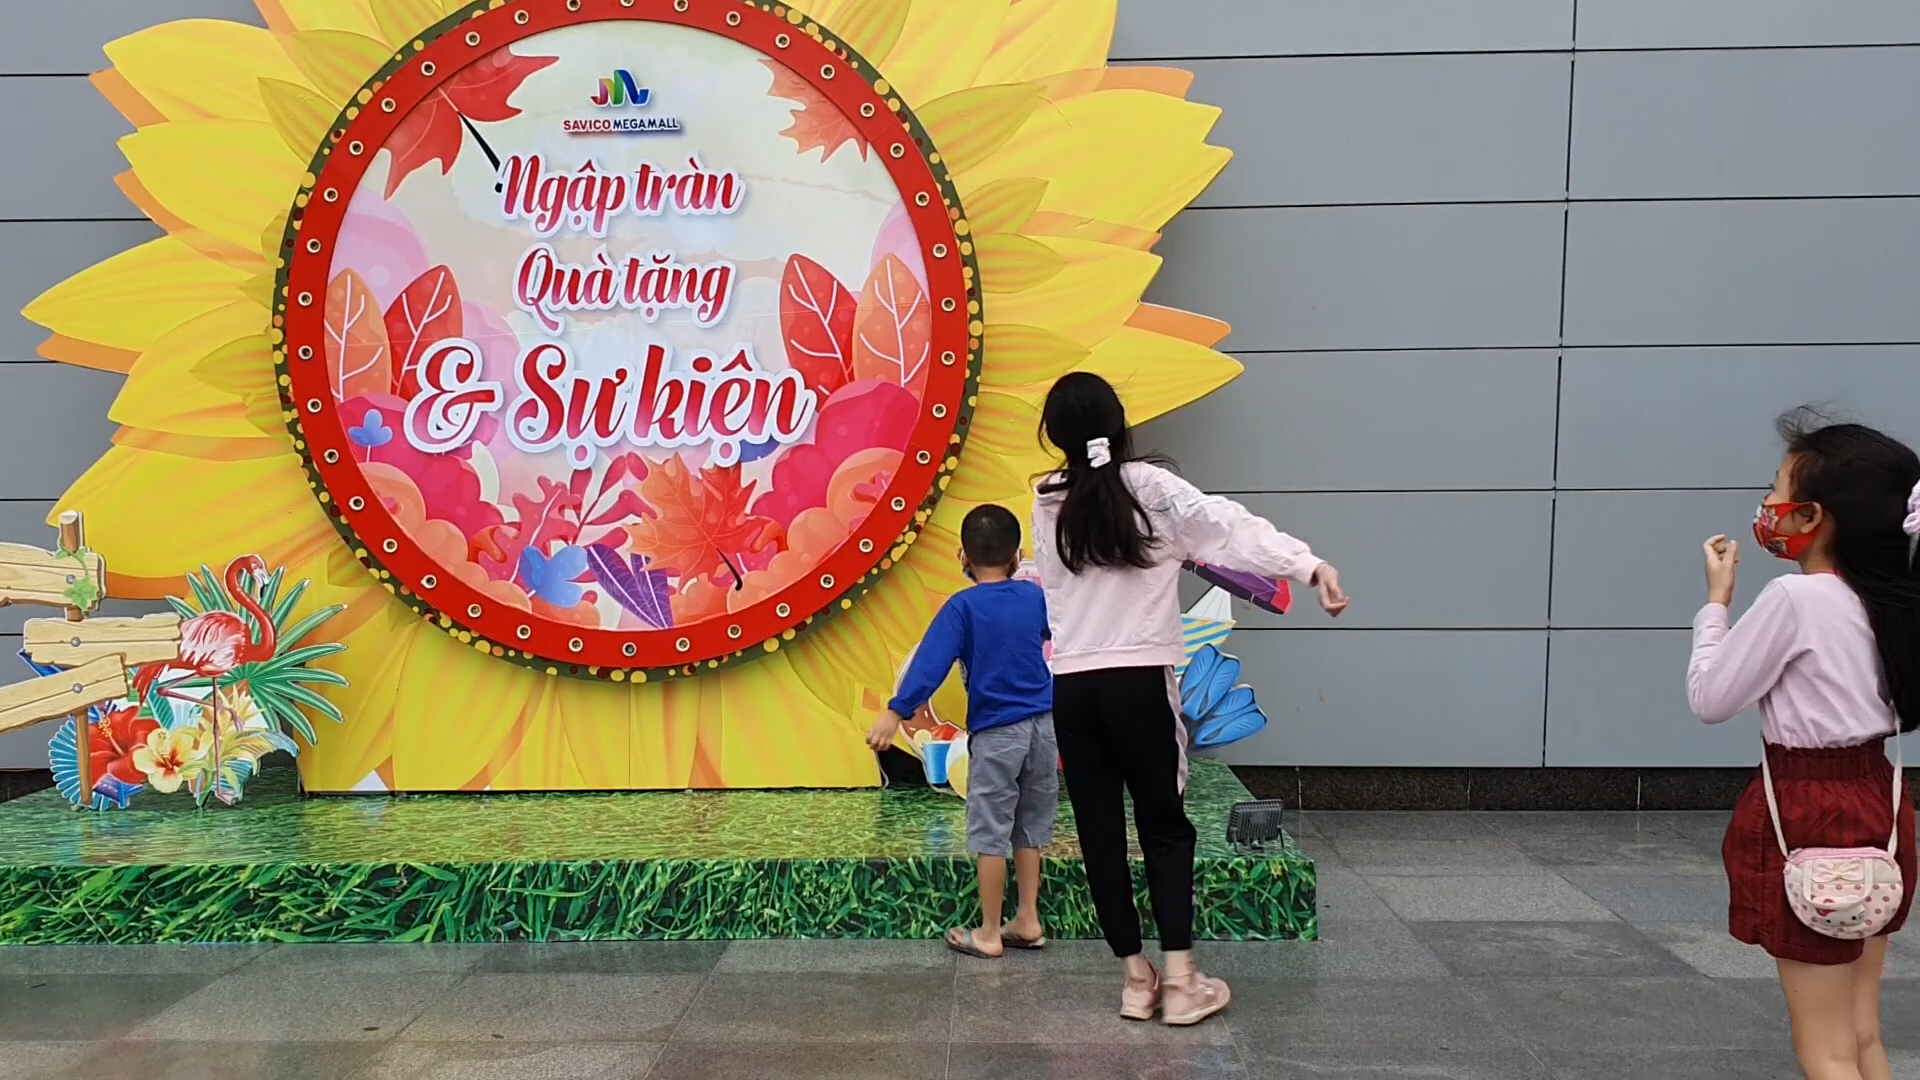 SAVICO MEGAMALL
Ngập tràn
Quà tặng
& Sự kiện